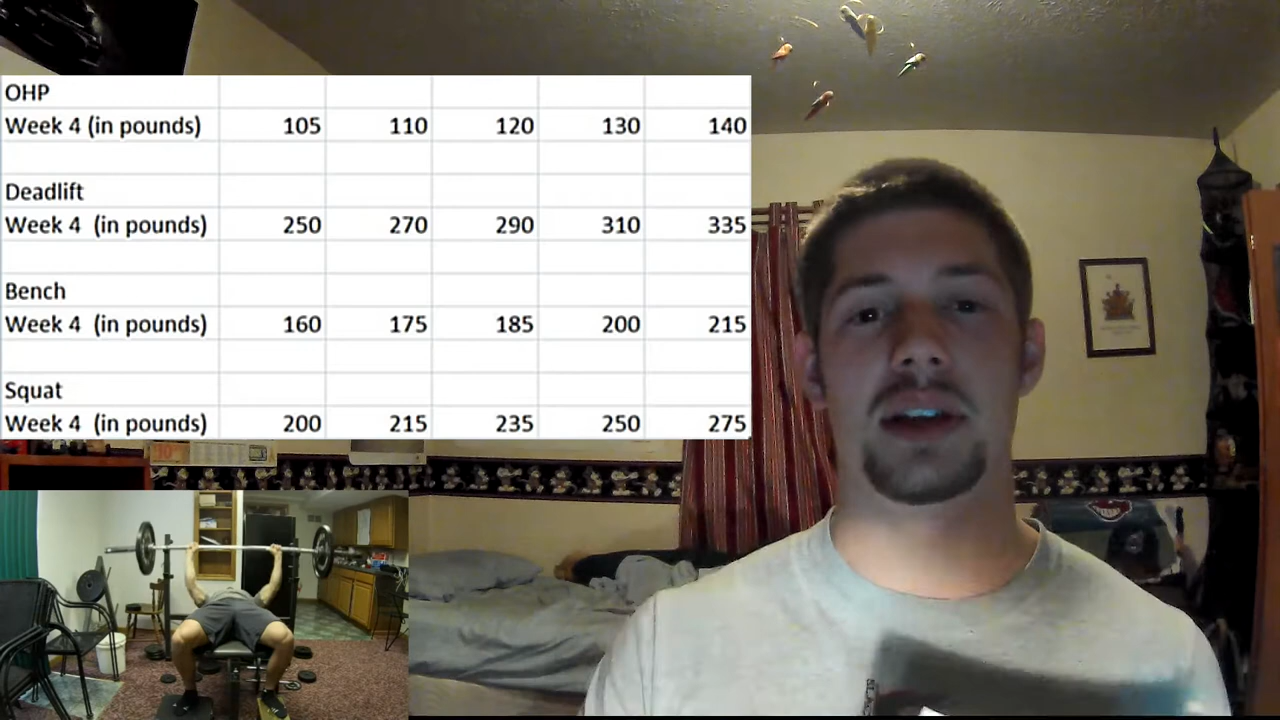 OHP
Week 4 (in pounds) 105 110 120 130 140
Deadlift
Week 4  (in pounds) 250 270 290 310 335
Bench
Week 4  (in pounds) 160 175 185 200 215
Squat
Week 4  (in pounds) 200 215 235 250 275